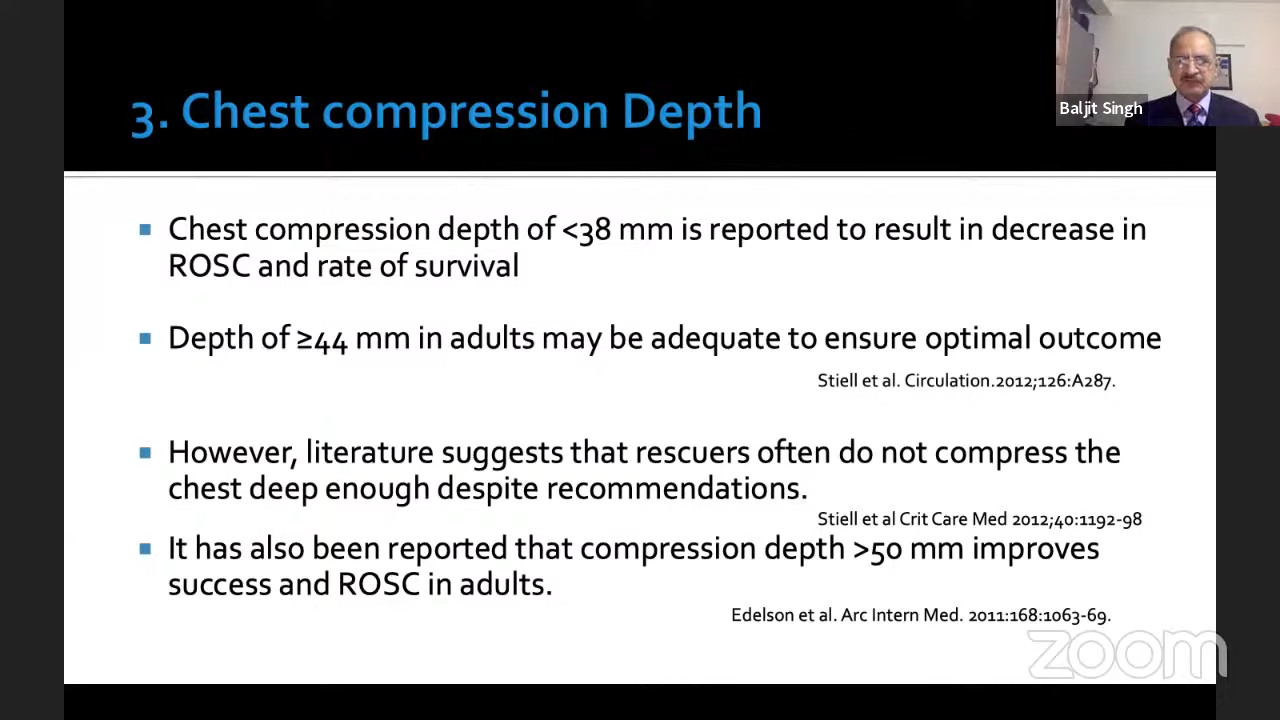 3. Chest compression Depth
Baljit Singh
Chest compression depth of <38 mm is reported to result in decrease in
ROSC and rate of survival
Depth of ≥44 mm in adults may be adequate to ensure optimal outcome
Stiell et al. Circulation.2012;126:A287.
However, literature suggests that rescuers often do not compress the
chest deep enough despite recommendations.
Stiell et al Crit Care Med 2012;40:1192-98
It has also been reported that compression depth >50 mm improves
success and ROSC in adults.
Edelson et al. Arc Intern Med. 2011:168:1063-69.
zoom